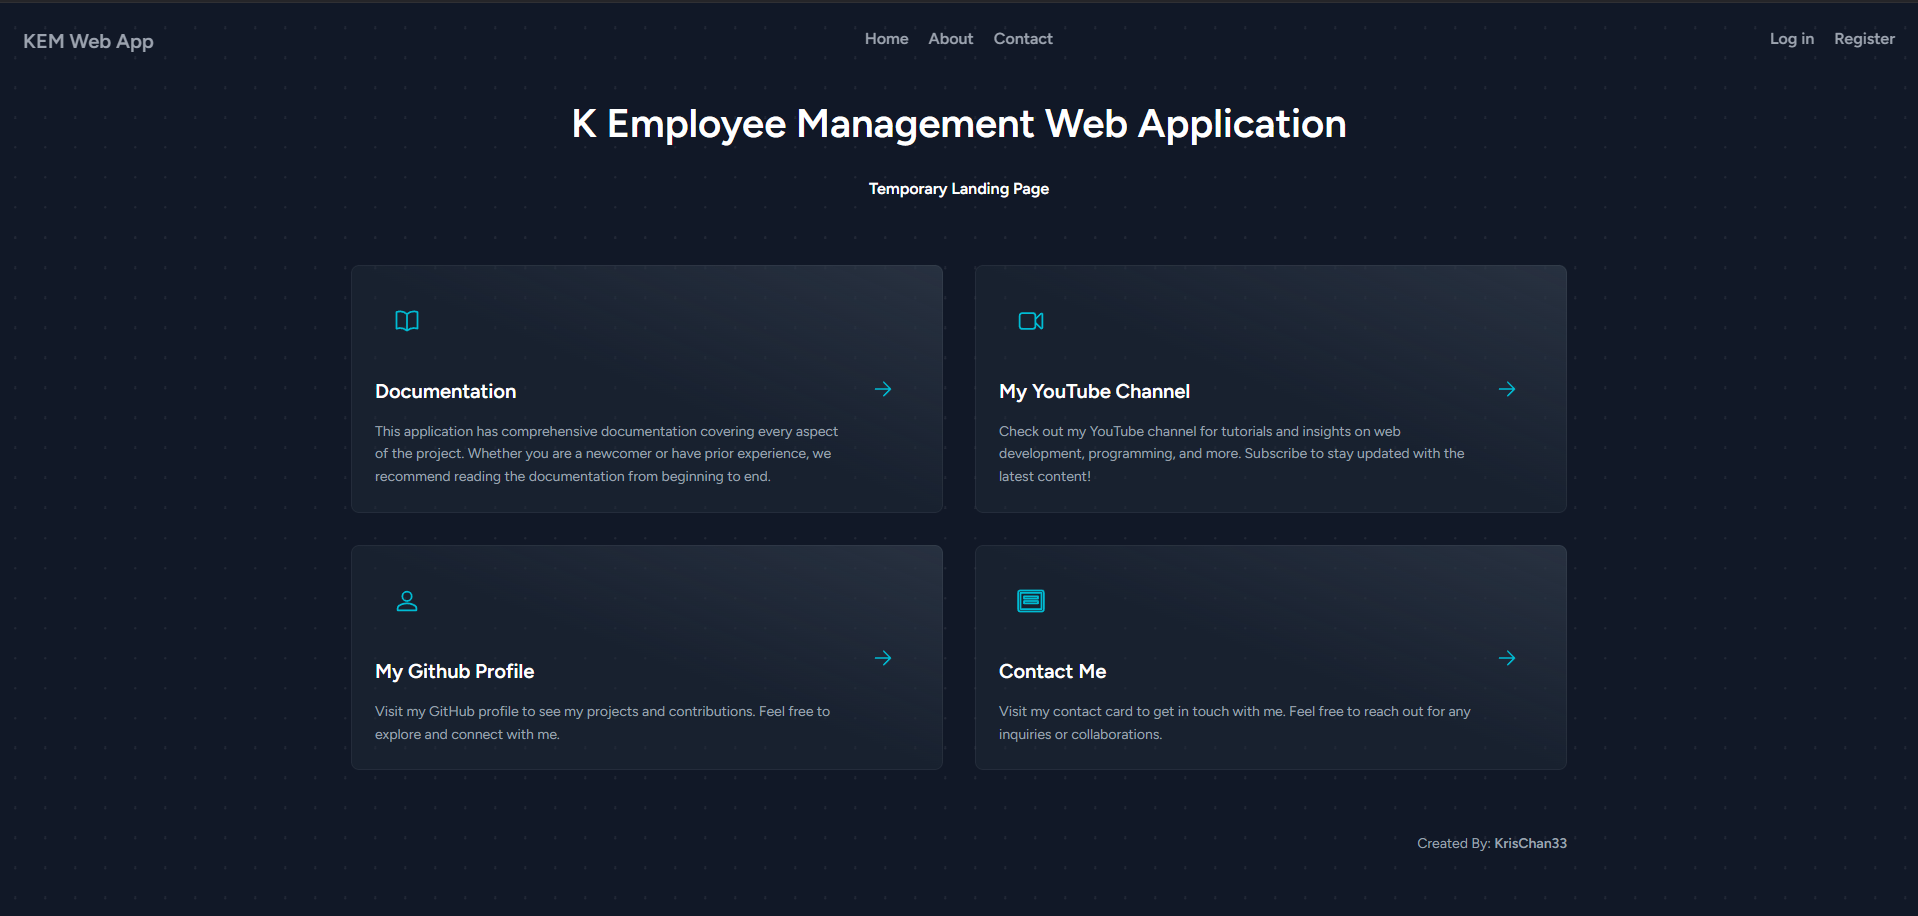 KEM Web App
Home About Contact
Log in Register
K Employee Management Web Application
Temporary Landing Page
Documentation
This application has comprehensive documentation covering every aspect
of the project. Whether you are a newcomer or have prior experience, we
recommend reading the documentation from beginning to end.
My YouTube Channel
Check out my YouTube channel for tutorials and insights on web
development, programming, and more. Subscribe to stay updated with the
latest content!
My Github Profile
Visit my GitHub profile to see my projects and contributions. Feel free to
explore and connect with me.
Contact Me
Visit my contact card to get in touch with me. Feel free to reach out for any
inquiries or collaborations.
Created By: KrisChan33